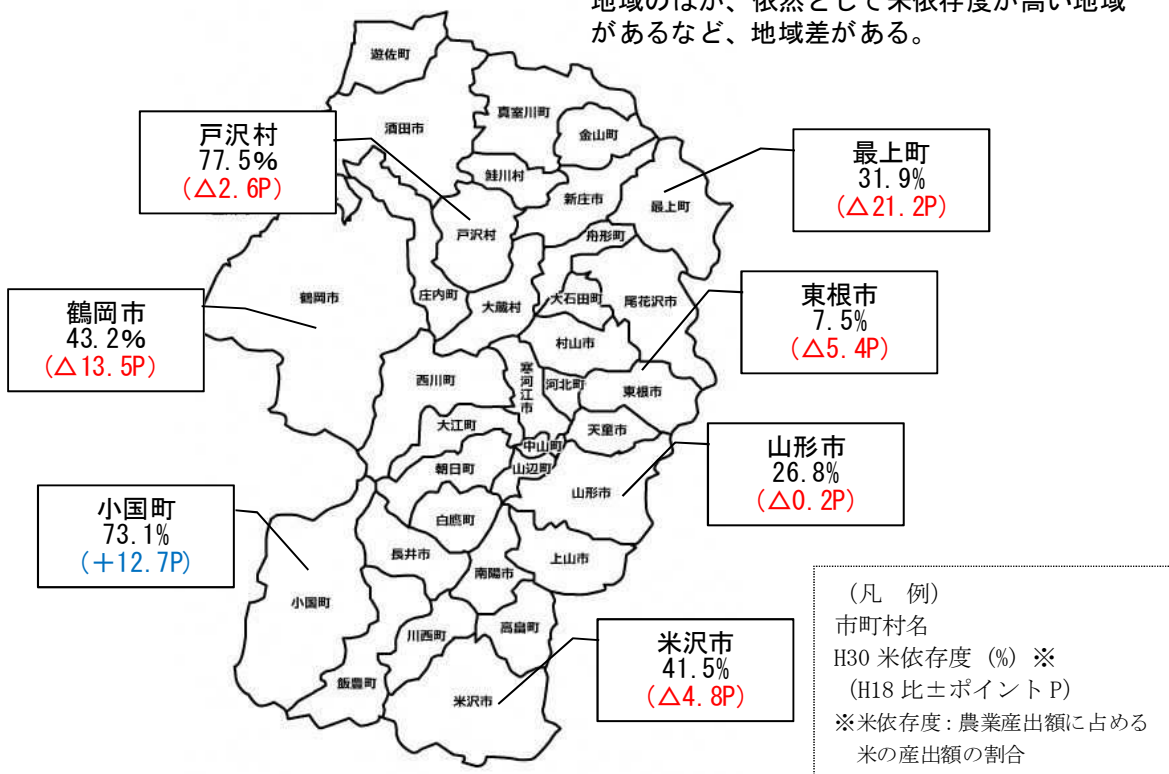 地域のほか、依然として米依存度が高い地域
があるなど、地域差がある。
遊佐町
真室川町
酒田市
金山町
戸沢村
77.5%
(△2.6P)
最上町
31.9%
(△21.2P)
鮭川村
新庄市
最上町
戸沢村
舟形町
鶴岡市
庄内町
大蔵村
大石田町
尾花沢市
鶴岡市
43.2%
(△13.5P)
東根市
7.5%
(△5.4P)
村山市
西川町
寒河江市
河北町
東根市
大江町
天童市
中山町
朝日町
山辺町
山形市
山形市
26.8%
(△0.2P)
小国町
73.1%
(+12.7P)
白鷹町
長井市
上山市
南陽市
小国町
川西町
高畠町
飯豊町
米沢市
米沢市
41.5%
(△4.8P)
(凡 例)
市町村名
H30 米依存度 (%) ※
(H18 比±ポイント P)
※米依存度:農業産出額に占める
米の産出額の割合